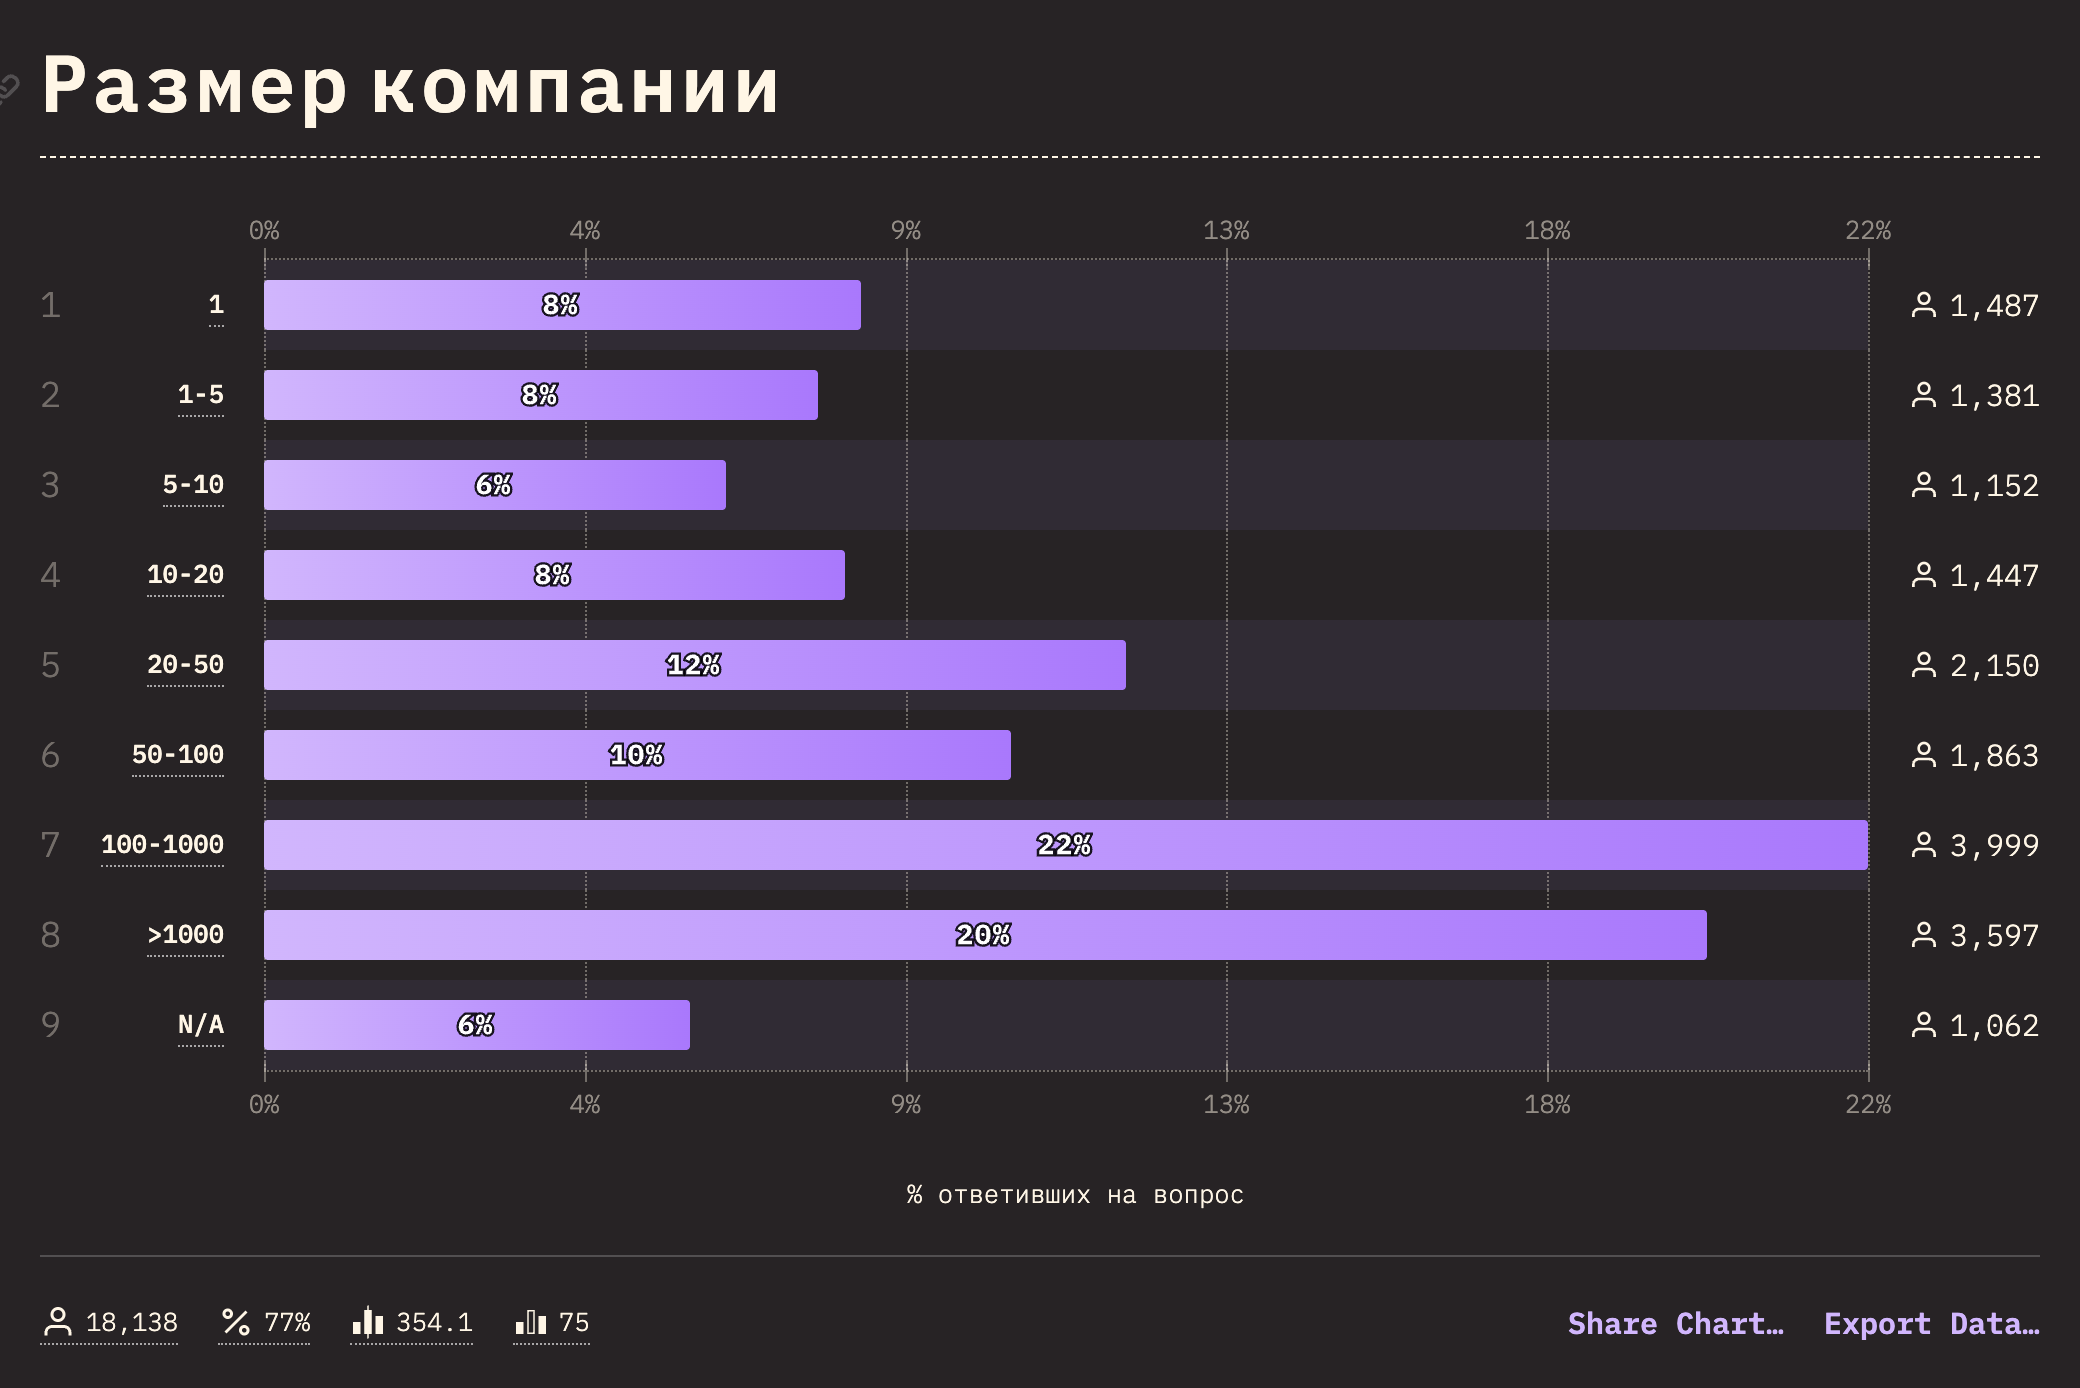 Размер компании
0% 4% 9% 13% 18% 22%
1 1 8% 1,487
2 1-5 8% 1,381
3 5-10 6% 1,152
4 10-20 8% 1,447
5 20-50 12% 2,150
6 50-100 10% 1,863
7 100-1000 22% 3,999
8 >1000 20% 3,597
9 N/A 6% 1,062
0% 4% 9% 13% 18% 22%
% ответивших на вопрос
18,138 77% 354.1 75 Share Chart… Export Data…